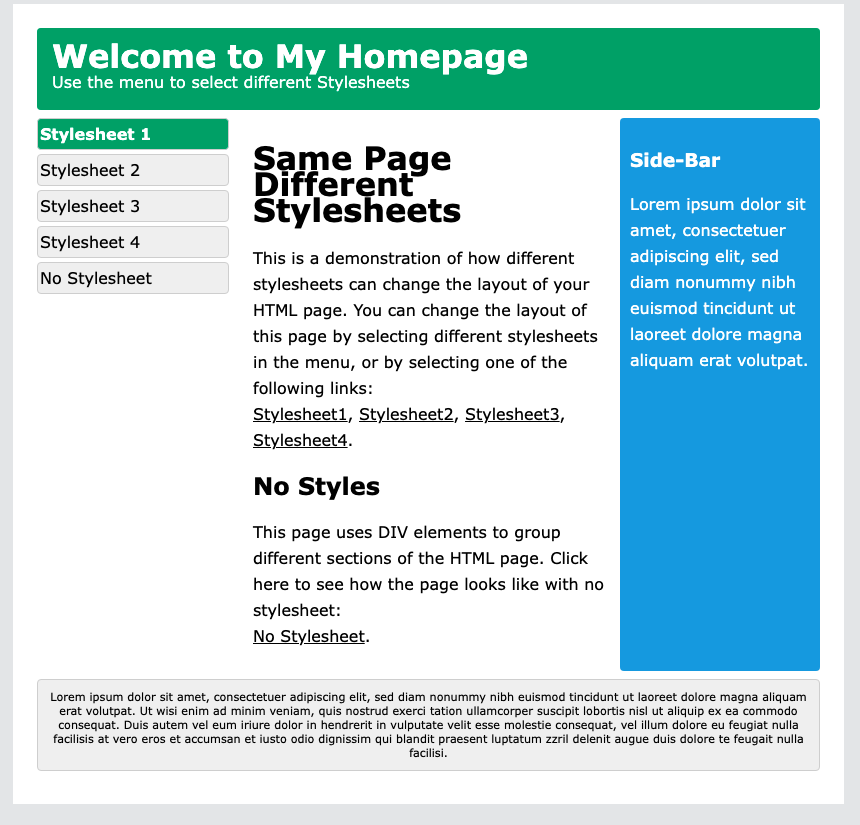 Welcome to My Homepage
Use the menu to select different Stylesheets
Stylesheet 1
Stylesheet 2
Stylesheet 3
Stylesheet 4
No Stylesheet
Same Page
Different
Stylesheets
This is a demonstration of how different
stylesheets can change the layout of your
HTML page. You can change the layout of
this page by selecting different stylesheets
in the menu, or by selecting one of the
following links:
Stylesheet1, Stylesheet2, Stylesheet3,
Stylesheet4.
No Styles
This page uses DIV elements to group
different sections of the HTML page. Click
here to see how the page looks like with no
stylesheet:
No Stylesheet.
Side-Bar
Lorem ipsum dolor sit
amet, consectetuer
adipiscing elit, sed
diam nonummy nibh
euismod tincidunt ut
laoreet dolore magna
aliquam erat volutpat.
Lorem ipsum dolor sit amet, consectetuer adipiscing elit, sed diam nonummy nibh euismod tincidunt ut laoreet dolore magna aliquam
erat volutpat. Ut wisi enim ad minim veniam, quis nostrud exerci tation ullamcorper suscipit lobortis nisl ut aliquip ex ea commodo
consequat. Duis autem vel eum iriure dolor in hendrerit in vulputate velit esse molestie consequat, vel illum dolore eu feugiat nulla
facilisis at vero eros et accumsan et iusto odio dignissim qui blandit praesent luptatum zzril delenit augue duis dolore te feugait nulla
facilisi.